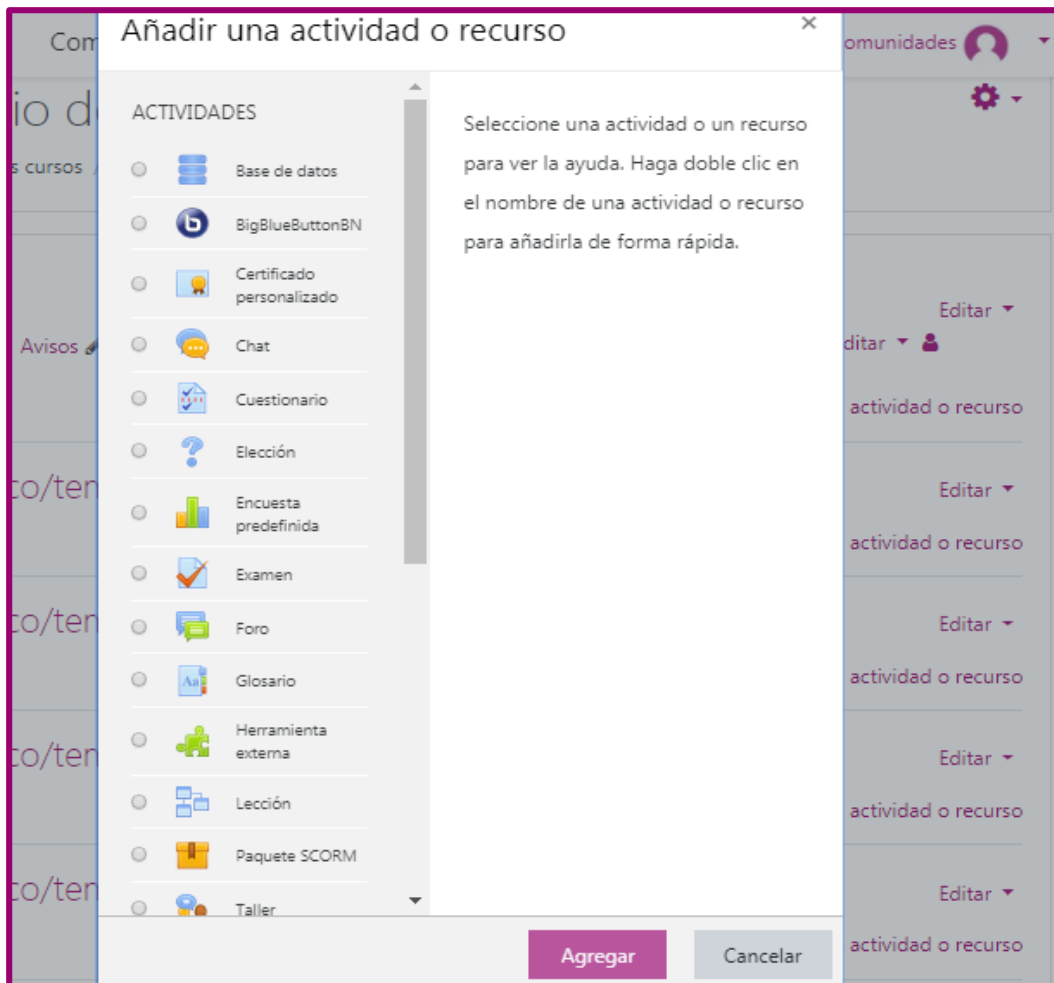 Com
Añadir una actividad o recurso
×
omunidades
io d
s cursos /
ACTIVIDADES
Base de datos
BigBlueButtonBN
Certificado
personalizado
Chat
Cuestionario
Elección
Encuesta
predefinida
Examen
Foro
Glosario
Herramienta
externa
Lección
Paquete SCORM
Taller
Seleccione una actividad o un recurso
para ver la ayuda. Haga doble clic en
el nombre de una actividad o recurso
para añadirla de forma rápida.
Avisos
Editar
ditar
actividad o recurso
co/ten
Editar
actividad o recurso
co/ten
Editar
actividad o recurso
co/ten
Editar
actividad o recurso
co/ten
Editar
actividad o recurso
Agregar
Cancelar